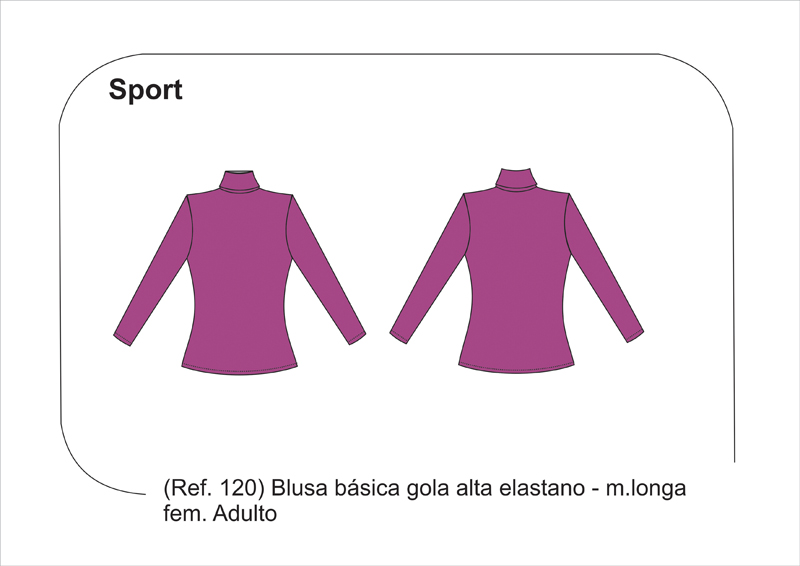 Sport
(Ref. 120) Blusa básica gola alta elastano - m.longa
fem. Adulto